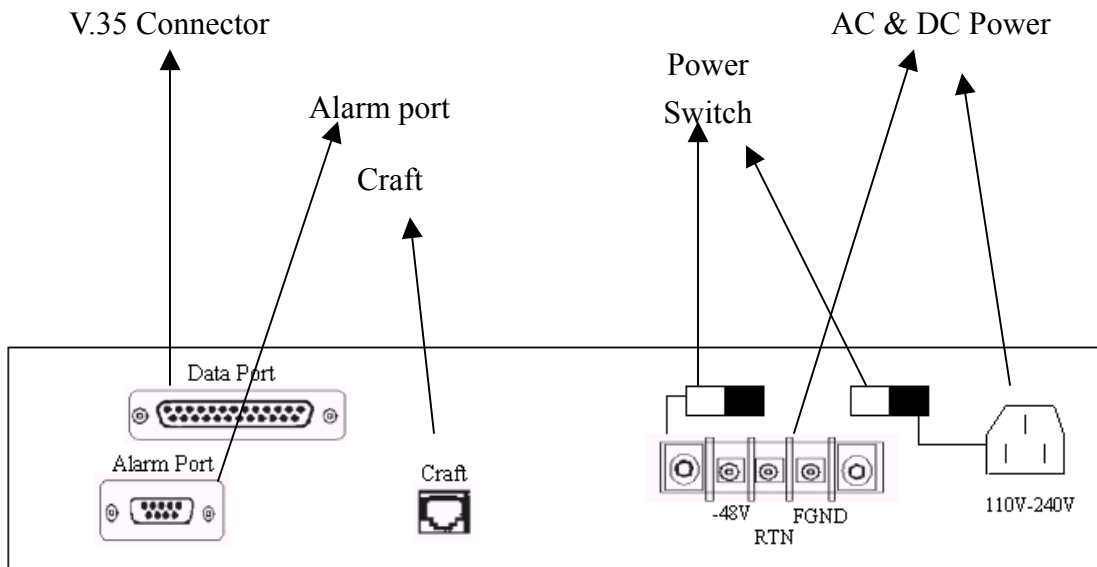 V.35 Connector
AC & DC Power
Power
Switch
Alarm port
Craft
Data Port
Alarm Port
Craft
-48V
RTN
FGND
110V-240V